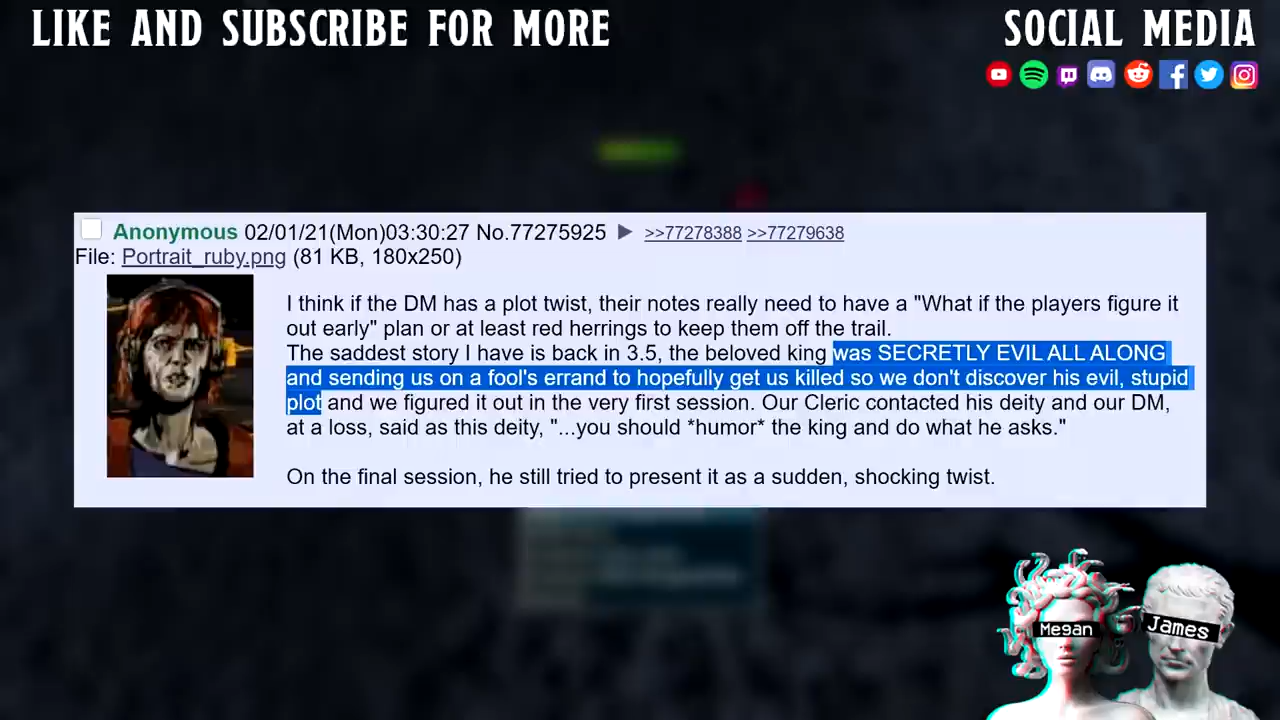 LIKE AND SUBSCRIBE FOR MORE
SOCIAL MEDIA
Anonymous 02/01/21(Mon)03:30:27 No.77275925 ▶ >>77278388 >>77279638
File: Portrait_ruby.png (81 KB, 180x250)
I think if the DM has a plot twist, their notes really need to have a "What if the players figure it
out early" plan or at least red herrings to keep them off the trail.
The saddest story I have is back in 3.5, the beloved king was SECRETLY EVIL ALL ALONG
and sending us on a fool's errand to hopefully get us killed so we don't discover his evil, stupid
plot and we figured it out in the very first session. Our Cleric contacted his deity and our DM,
at a loss, said as this deity, "...you should *humor* the king and do what he asks."
On the final session, he still tried to present it as a sudden, shocking twist.
Megan
James